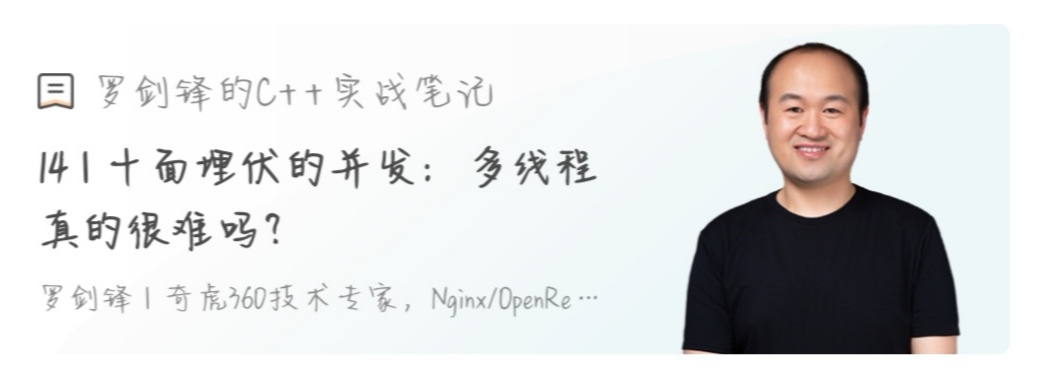 罗剑锋的C++实战笔记
14 | 十面埋伏的并发：多线程
真的很难吗？
罗剑锋 | 奇虎360技术专家，Nginx/OpenRe…